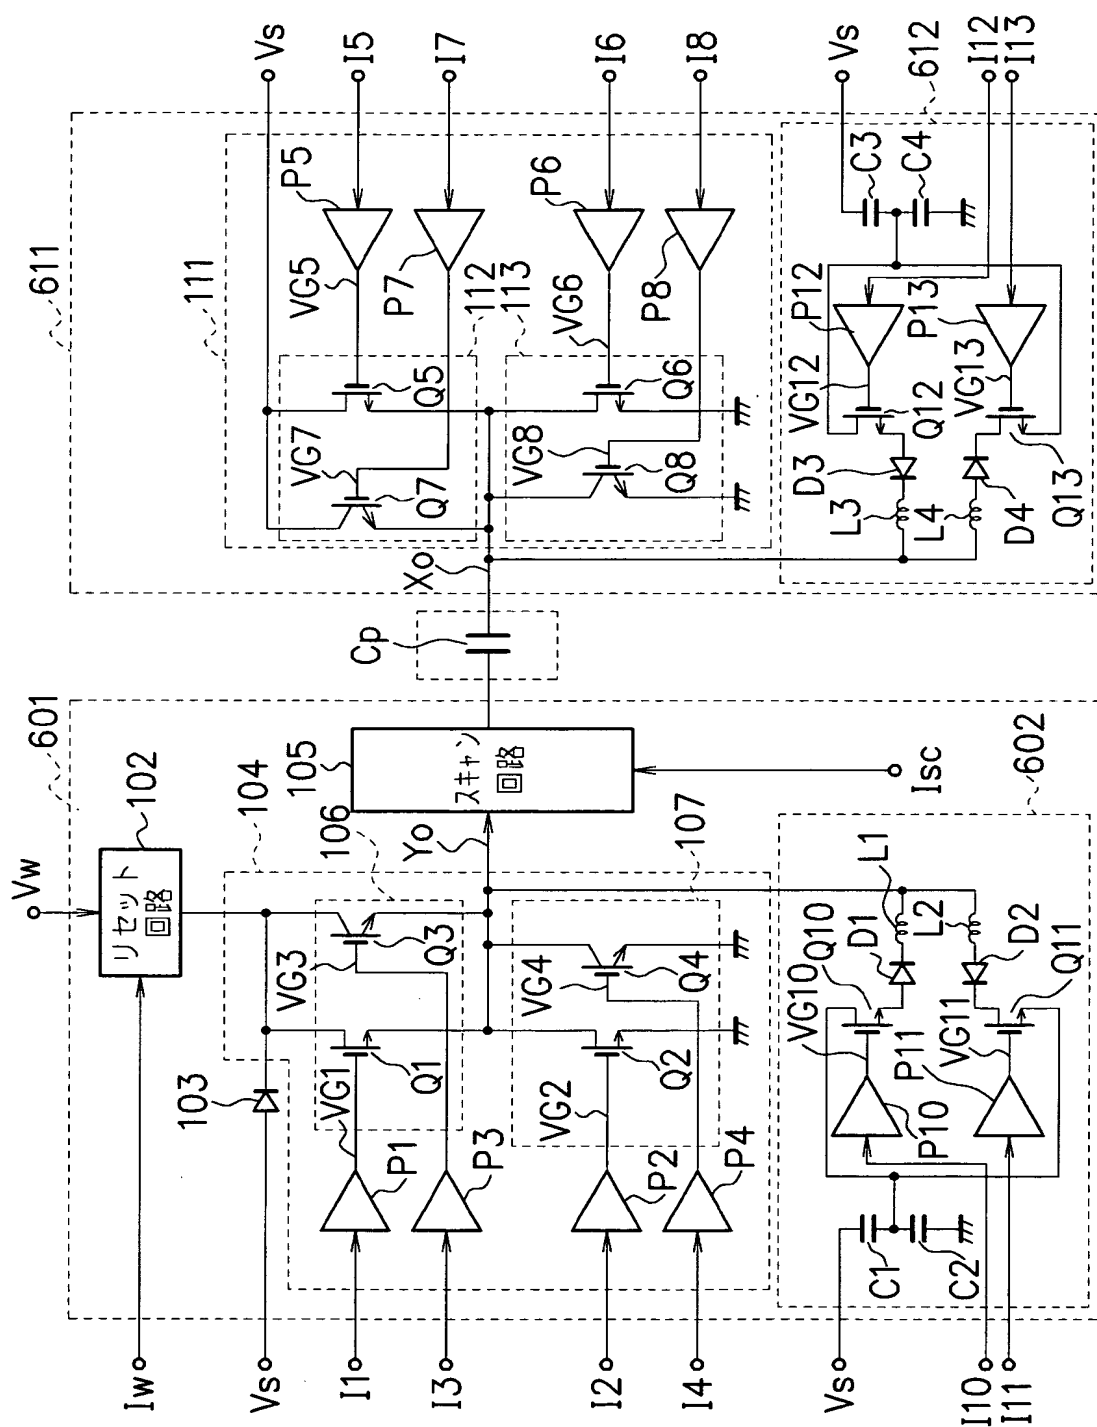 611
111
Vs
P5
I5
VG5
P7
I7
112
113
VG7
Q5
Q7
P6
I6
VG6
P8
I8
VG8
Q6
Q8
Xo
Cp
Vs
612
C3
C4
P12
I12
VG12
Q12
P13
I13
VG13
Q13
D3
L3
L4
D4
601
Vw
102
リセット
回路
Iw
103
104
106
105
スキャン
回路
Yo
107
Isc
Vs
VG3
Q3
VG1
Q1
P1
I1
P3
I3
VG4
Q4
VG2
Q2
P2
I2
P4
I4
602
L1
D1
Q10
VG10
P10
P11
VG11
L2
D2
Q11
C1
C2
Vs
I10
I11